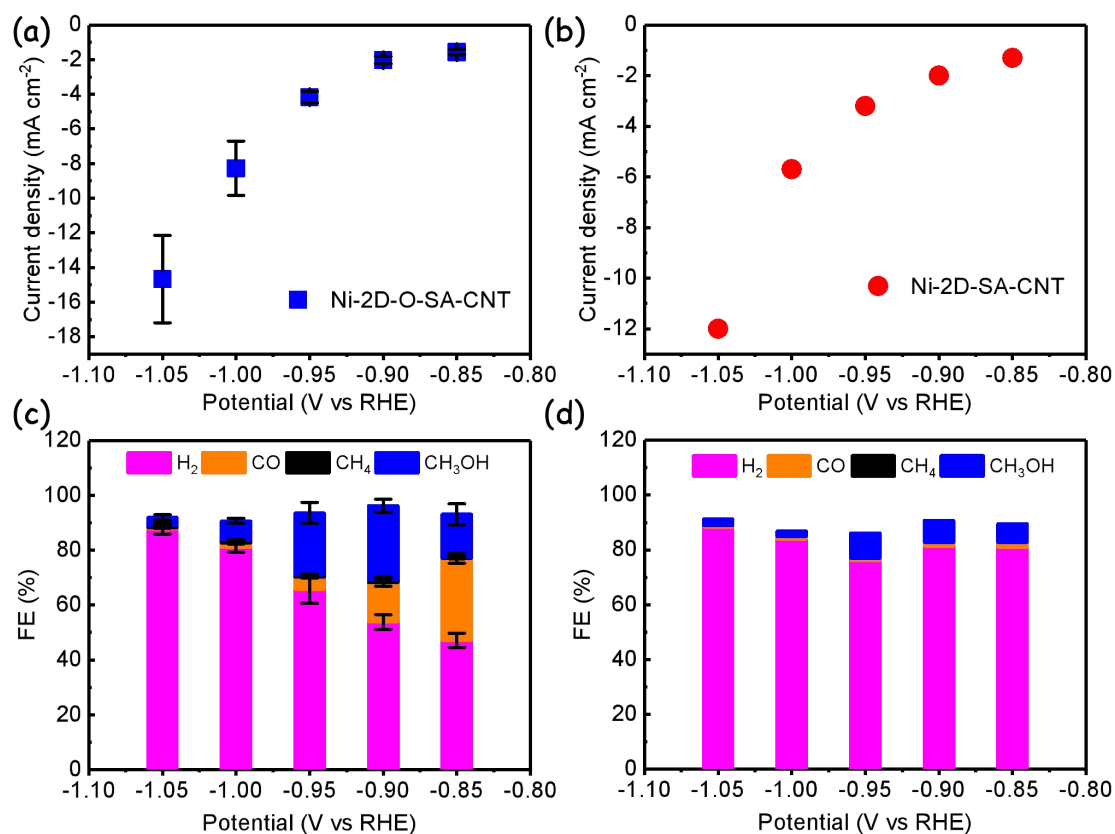 (a)
0
-2
-4
-6
-8
-10
-12
-14
-16
-18
Current density (mA cm⁻²)
Ni-2D-O-SA-CNT
-1.10 -1.05 -1.00 -0.95 -0.90 -0.85 -0.80
Potential (V vs RHE)
(b)
0
-2
-4
-6
-8
-10
-12
Current density (mA cm⁻²)
Ni-2D-SA-CNT
-1.10 -1.05 -1.00 -0.95 -0.90 -0.85 -0.80
Potential (V vs RHE)
(c)
120
100
80
60
40
20
0
FE (%)
H₂ CO CH₄ CH₃OH
-1.10 -1.05 -1.00 -0.95 -0.90 -0.85 -0.80
Potential (V vs RHE)
(d)
120
100
80
60
40
20
0
FE (%)
H₂ CO CH₄ CH₃OH
-1.10 -1.05 -1.00 -0.95 -0.90 -0.85 -0.80
Potential (V vs RHE)